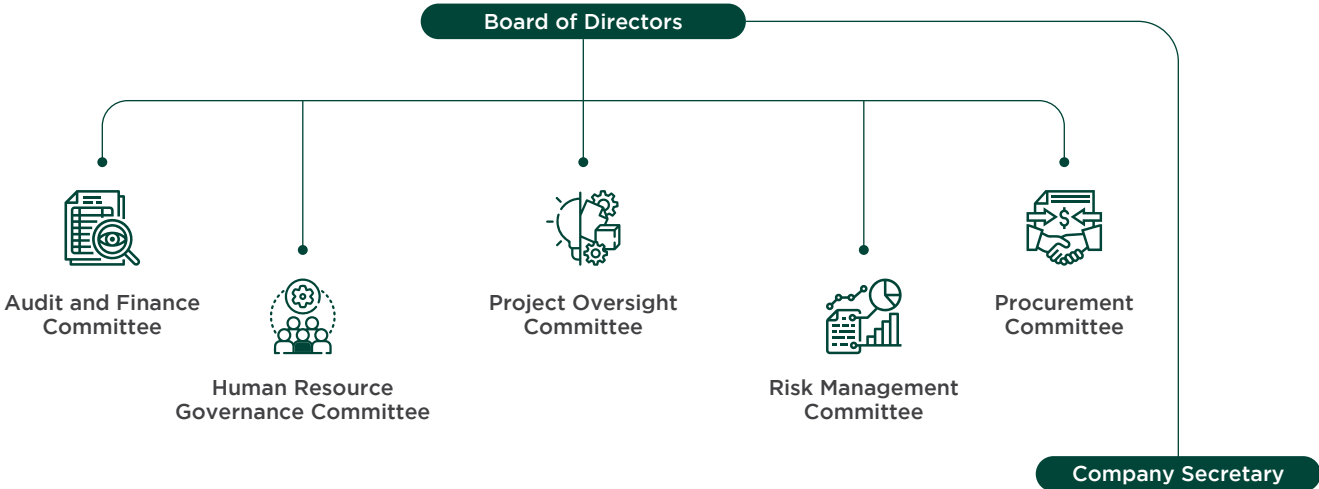 Board of Directors
Audit and Finance
Committee
Human Resource
Governance Committee
Project Oversight
Committee
Risk Management
Committee
$
Procurement
Committee
Company Secretary